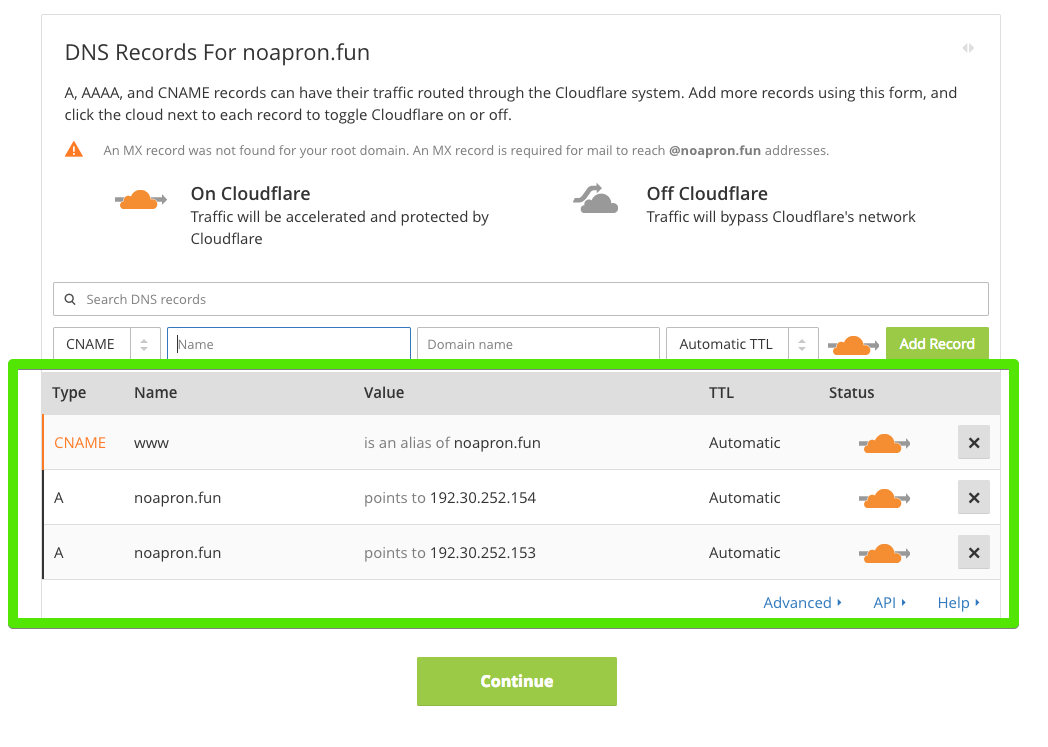 DNS Records For noapron.fun
A, AAAA, and CNAME records can have their traffic routed through the Cloudflare system. Add more records using this form, and
click the cloud next to each record to toggle Cloudflare on or off.
An MX record was not found for your root domain. An MX record is required for mail to reach @noapron.fun addresses.
On Cloudflare
Traffic will be accelerated and protected by
Cloudflare
Off Cloudflare
Traffic will bypass Cloudflare's network
Search DNS records
CNAME Name Domain name Automatic TTL Add Record
Type Name Value TTL Status
CNAME www is an alias of noapron.fun Automatic
A noapron.fun points to 192.30.252.154 Automatic
A noapron.fun points to 192.30.252.153 Automatic
Advanced API Help
Continue